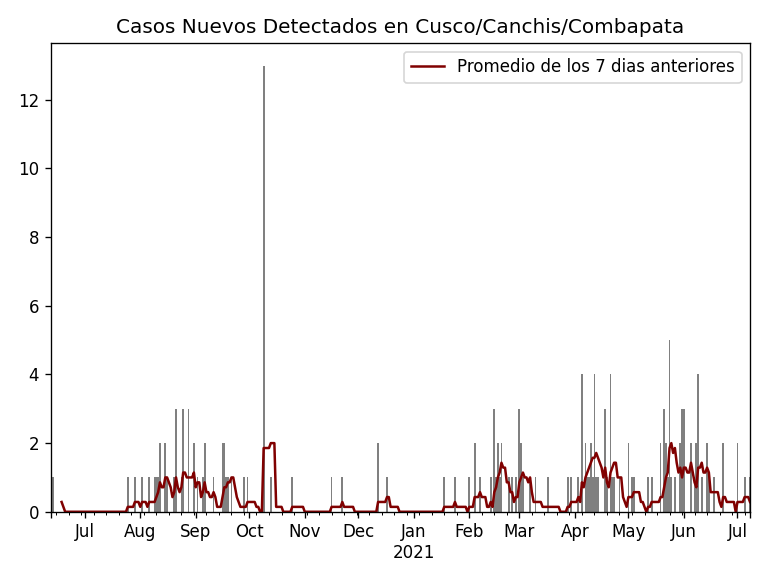 Casos Nuevos Detectados en Cusco/Canchis/Combapata
Promedio de los 7 dias anteriores
12
10
8
6
4
2
0
Jul Aug Sep Oct Nov Dec Jan Feb Mar Apr May Jun Jul
2021